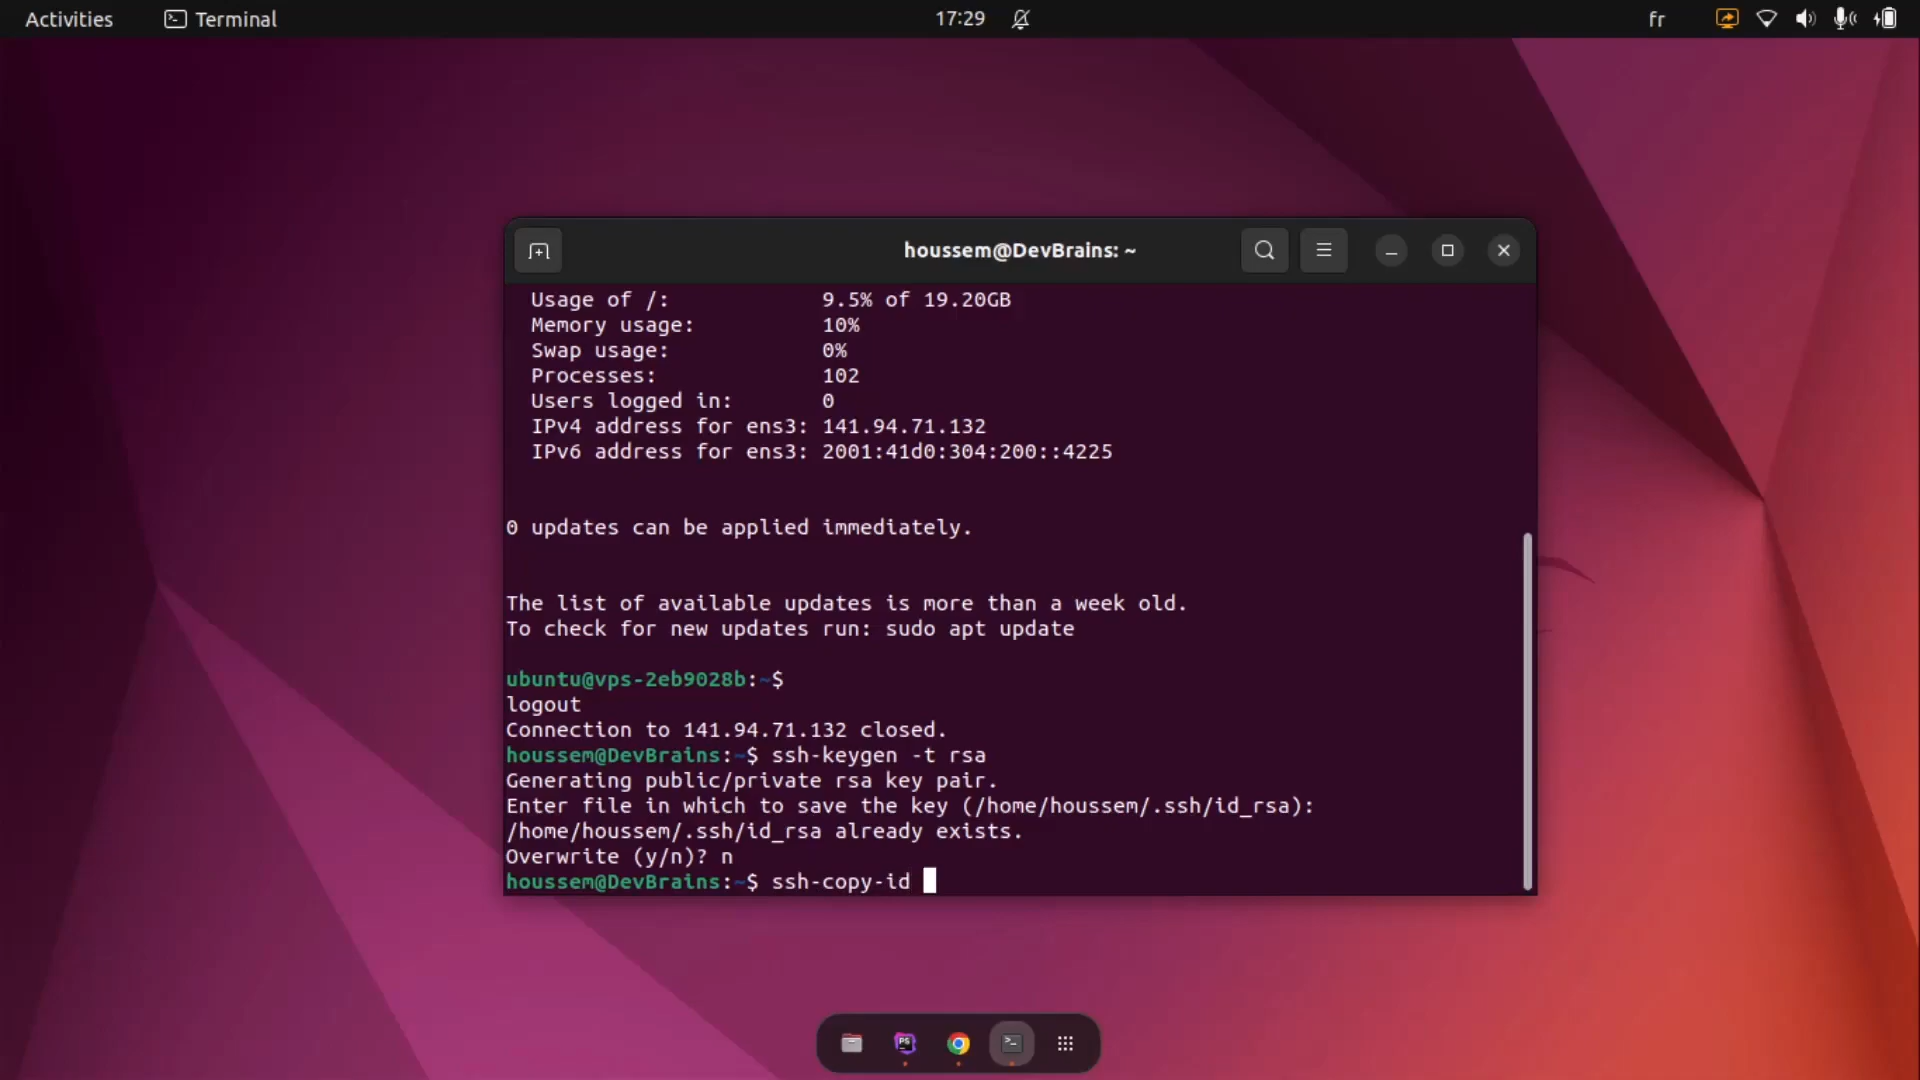 Activities Terminal 17:29 fr
houssem@DevBrains: ~
Usage of /: 9.5% of 19.20GB
Memory usage: 10%
Swap usage: 0%
Processes: 102
Users logged in: 0
IPv4 address for ens3: 141.94.71.132
IPv6 address for ens3: 2001:41d0:304:200::4225
0 updates can be applied immediately.
The list of available updates is more than a week old.
To check for new updates run: sudo apt update
ubuntu@vps-2eb9028b:~$
logout
Connection to 141.94.71.132 closed.
houssem@DevBrains:~$ ssh-keygen -t rsa
Generating public/private rsa key pair.
Enter file in which to save the key (/home/houssem/.ssh/id_rsa):
/home/houssem/.ssh/id_rsa already exists.
Overwrite (y/n)? n
houssem@DevBrains:~$ ssh-copy-id
PS